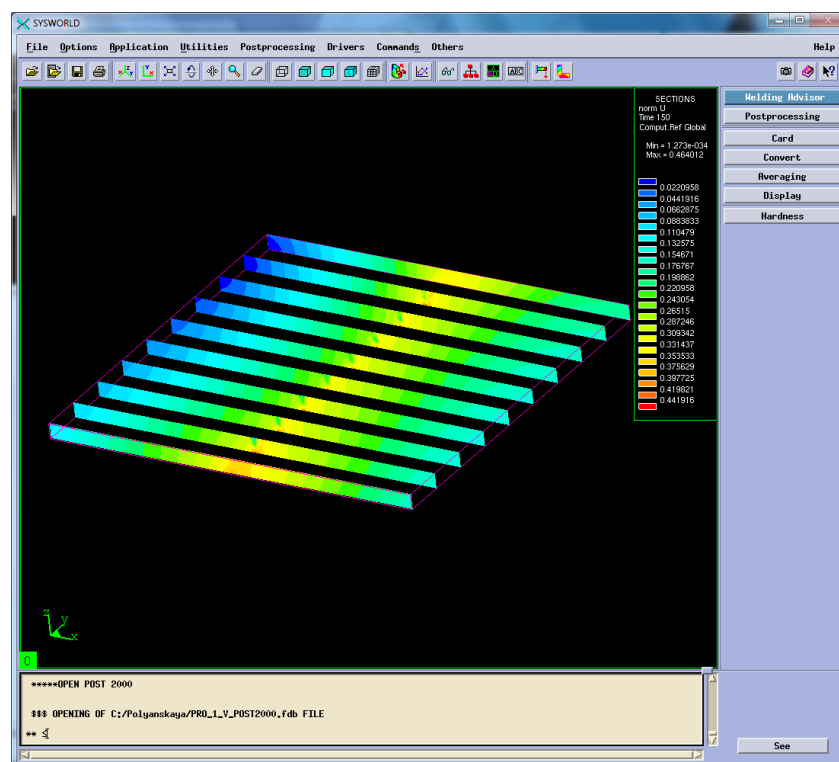 SYSWORLD
File Options Application Utilities Postprocessing Drivers Commands Others Help
ABC
SECTIONS
norm U
Time 150
Comput.Ref Global
Min = 1.273e-034
Max = 0.464012
0.0220958
0.0441916
0.0662875
0.0883833
0.110479
0.132575
0.154671
0.176767
0.198862
0.220958
0.243054
0.26515
0.287246
0.309342
0.331437
0.353533
0.375629
0.397725
0.419821
0.441916
Welding Advisor
Postprocessing
Card
Convert
Averaging
Display
Hardness
z
y
x
0
*****OPEN POST 2000
$$$ OPENING OF C:/Polyanskaya/PRO_1_V_POST2000.fdb FILE
**
See